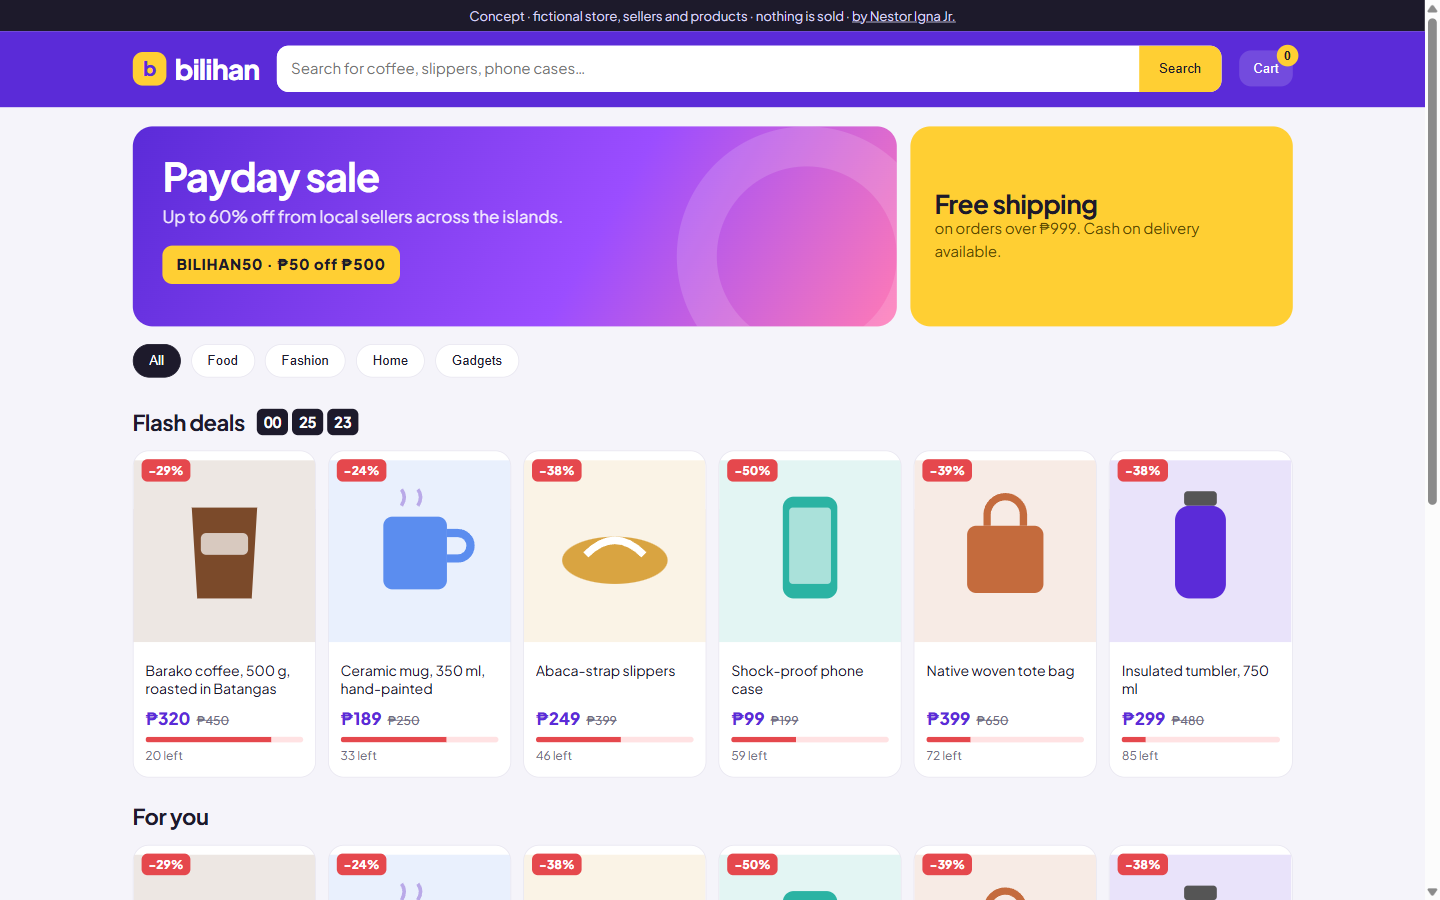 Concept · fictional store, sellers and products · nothing is sold · by Nestor Igna Jr.
b bilihan
Search for coffee, slippers, phone cases...
Search
Cart
0
Payday sale
Up to 60% off from local sellers across the islands.
BILIHAN50 · ₱50 off ₱500
Free shipping
on orders over ₱999. Cash on delivery
available.
All
Food
Fashion
Home
Gadgets
Flash deals
00 25 23
-29%
Barako coffee, 500 g,
roasted in Batangas
₱320 ₱450
20 left
-24%
Ceramic mug, 350 ml,
hand-painted
₱189 ₱250
33 left
-38%
Abaca-strap slippers
₱249 ₱399
46 left
-50%
Shock-proof phone
case
₱99 ₱199
59 left
-39%
Native woven tote bag
₱399 ₱650
72 left
-38%
Insulated tumbler, 750
ml
₱299 ₱480
85 left
For you
-29%
-24%
-38%
-50%
-39%
-38%